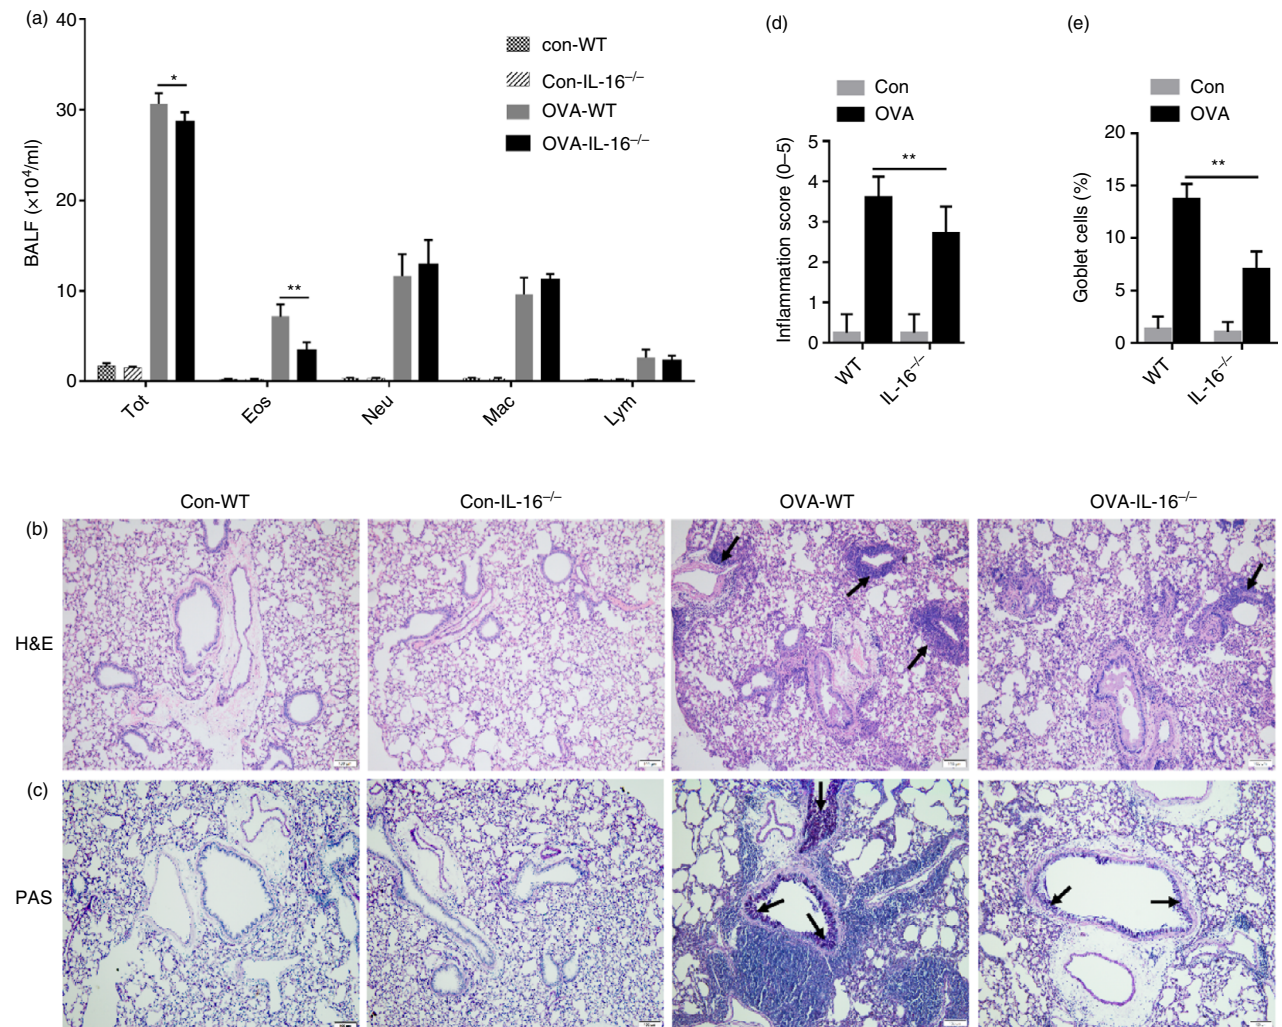 (a)
40
30
20
10
0
BALF (×10⁴/ml)
con-WT
Con-IL-16⁻/⁻
OVA-WT
OVA-IL-16⁻/⁻
*
**
Tot
Eos
Neu
Mac
Lym
(d)
Con
OVA
5
4
3
2
1
0
Inflammation score (0–5)
**
WT
IL-16⁻/⁻
(e)
Con
OVA
20
15
10
5
0
Goblet cells (%)
**
WT
IL-16⁻/⁻
Con-WT
Con-IL-16⁻/⁻
OVA-WT
OVA-IL-16⁻/⁻
(b)
H&E
(c)
PAS